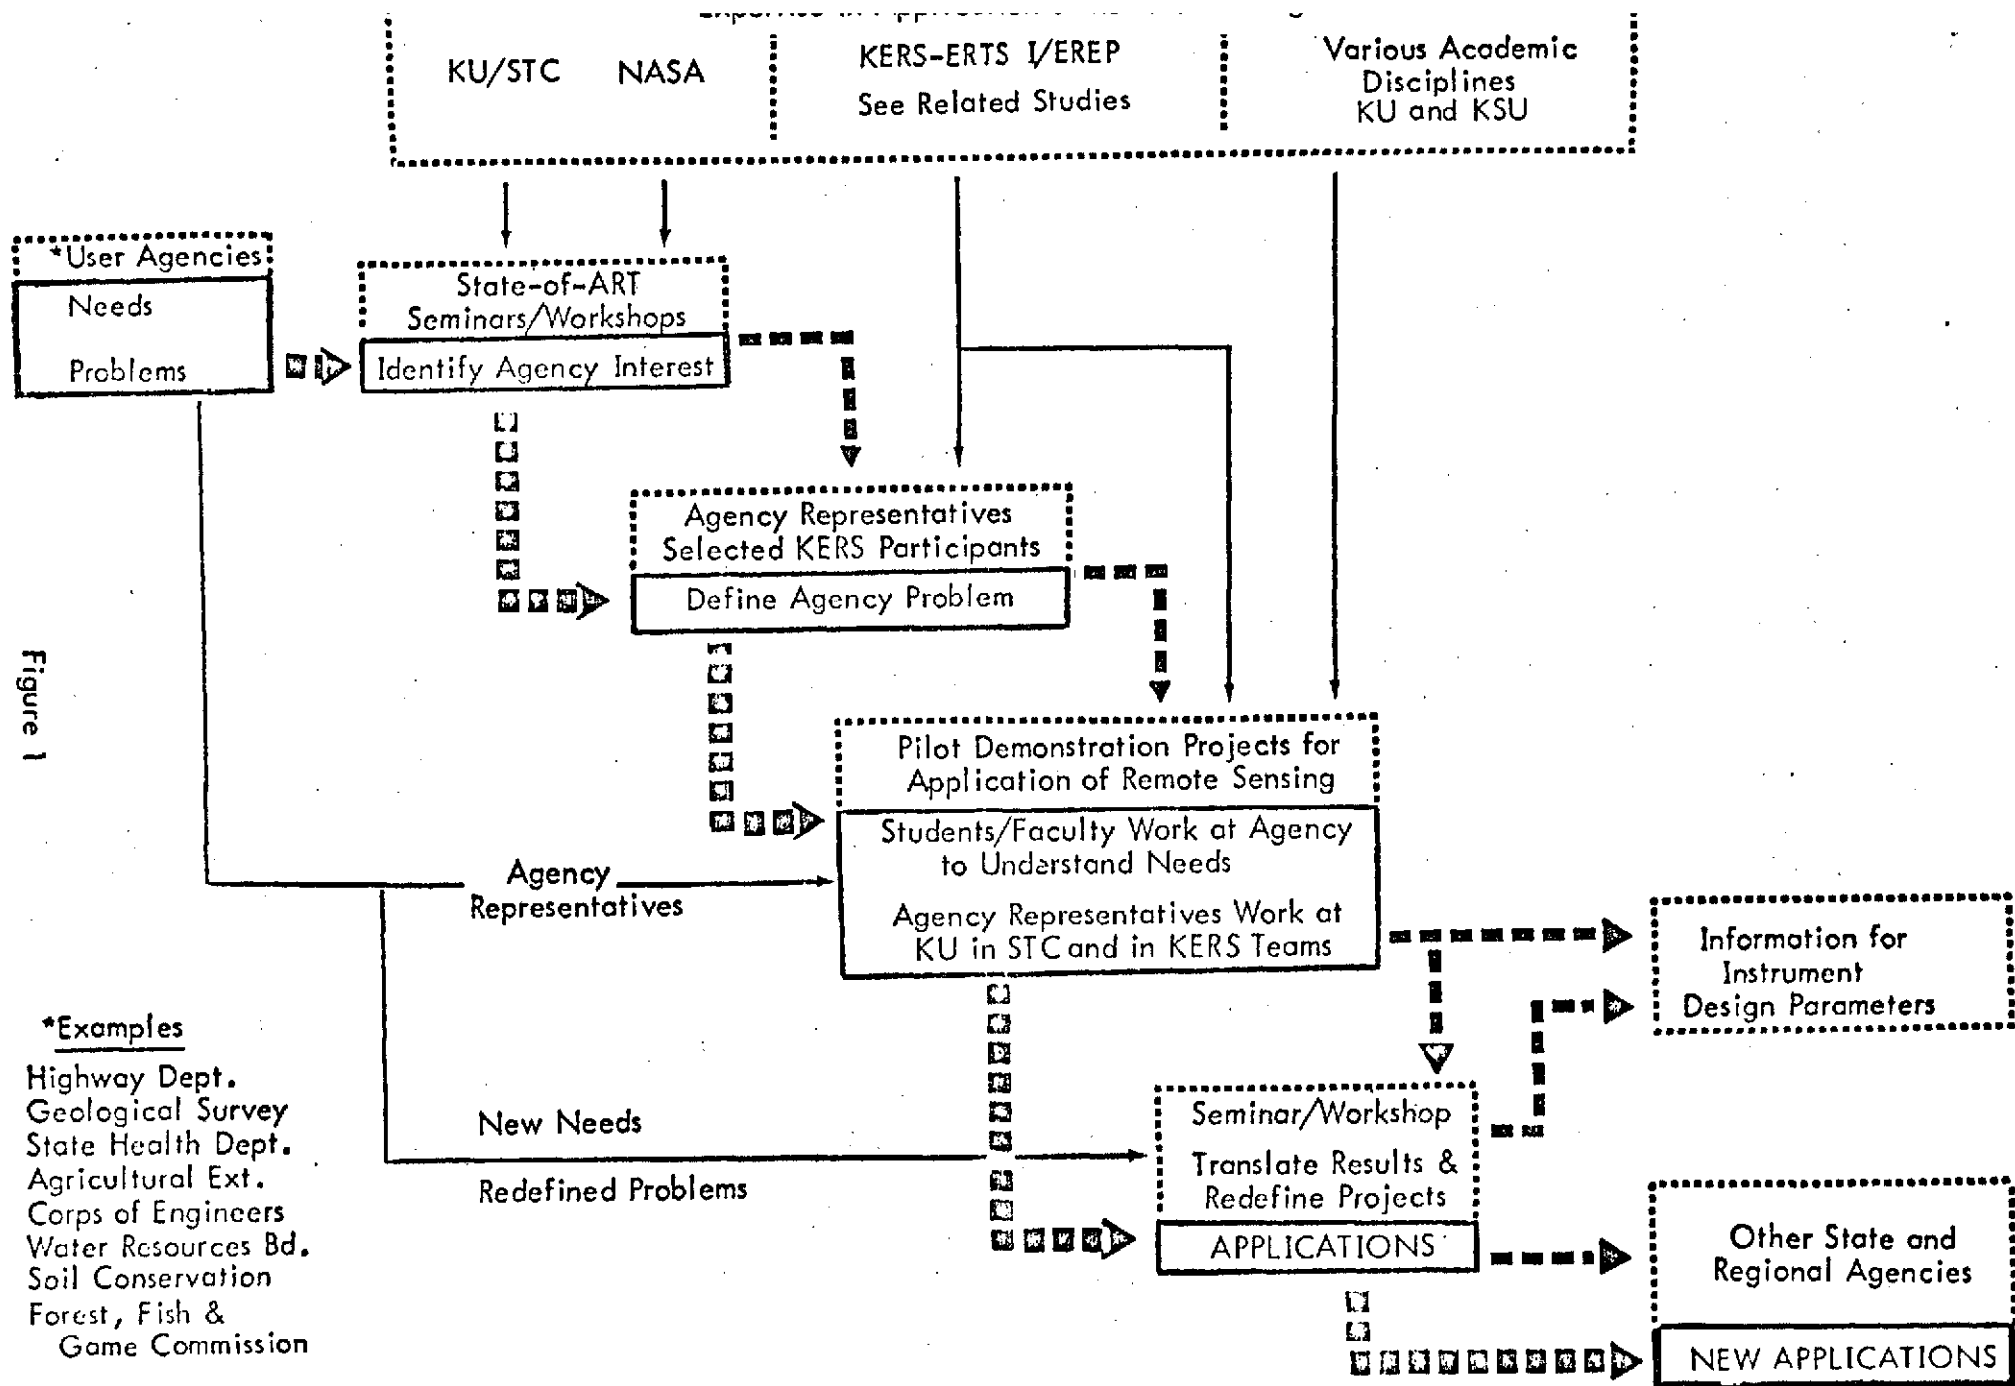 KU/STC NASA
KERS-ERTS I/EREP
See Related Studies
Various Academic
Disciplines
KU and KSU
*User Agencies
Needs
Problems
State-of-ART
Seminars/Workshops
Identify Agency Interest
Agency Representatives
Selected KERS Participants
Define Agency Problem
Figure 1
Pilot Demonstration Projects for
Application of Remote Sensing
Students/Faculty Work at Agency
to Understand Needs
Agency Representatives Work at
KU in STC and in KERS Teams
Agency
Representatives
Information for
Instrument
Design Parameters
*Examples
Highway Dept.
Geological Survey
State Health Dept.
Agricultural Ext.
Corps of Engineers
Water Resources Bd.
Soil Conservation
Forest, Fish &
Game Commission
New Needs
Redefined Problems
Seminar/Workshop
Translate Results &
Redefine Projects
APPLICATIONS
Other State and
Regional Agencies
NEW APPLICATIONS